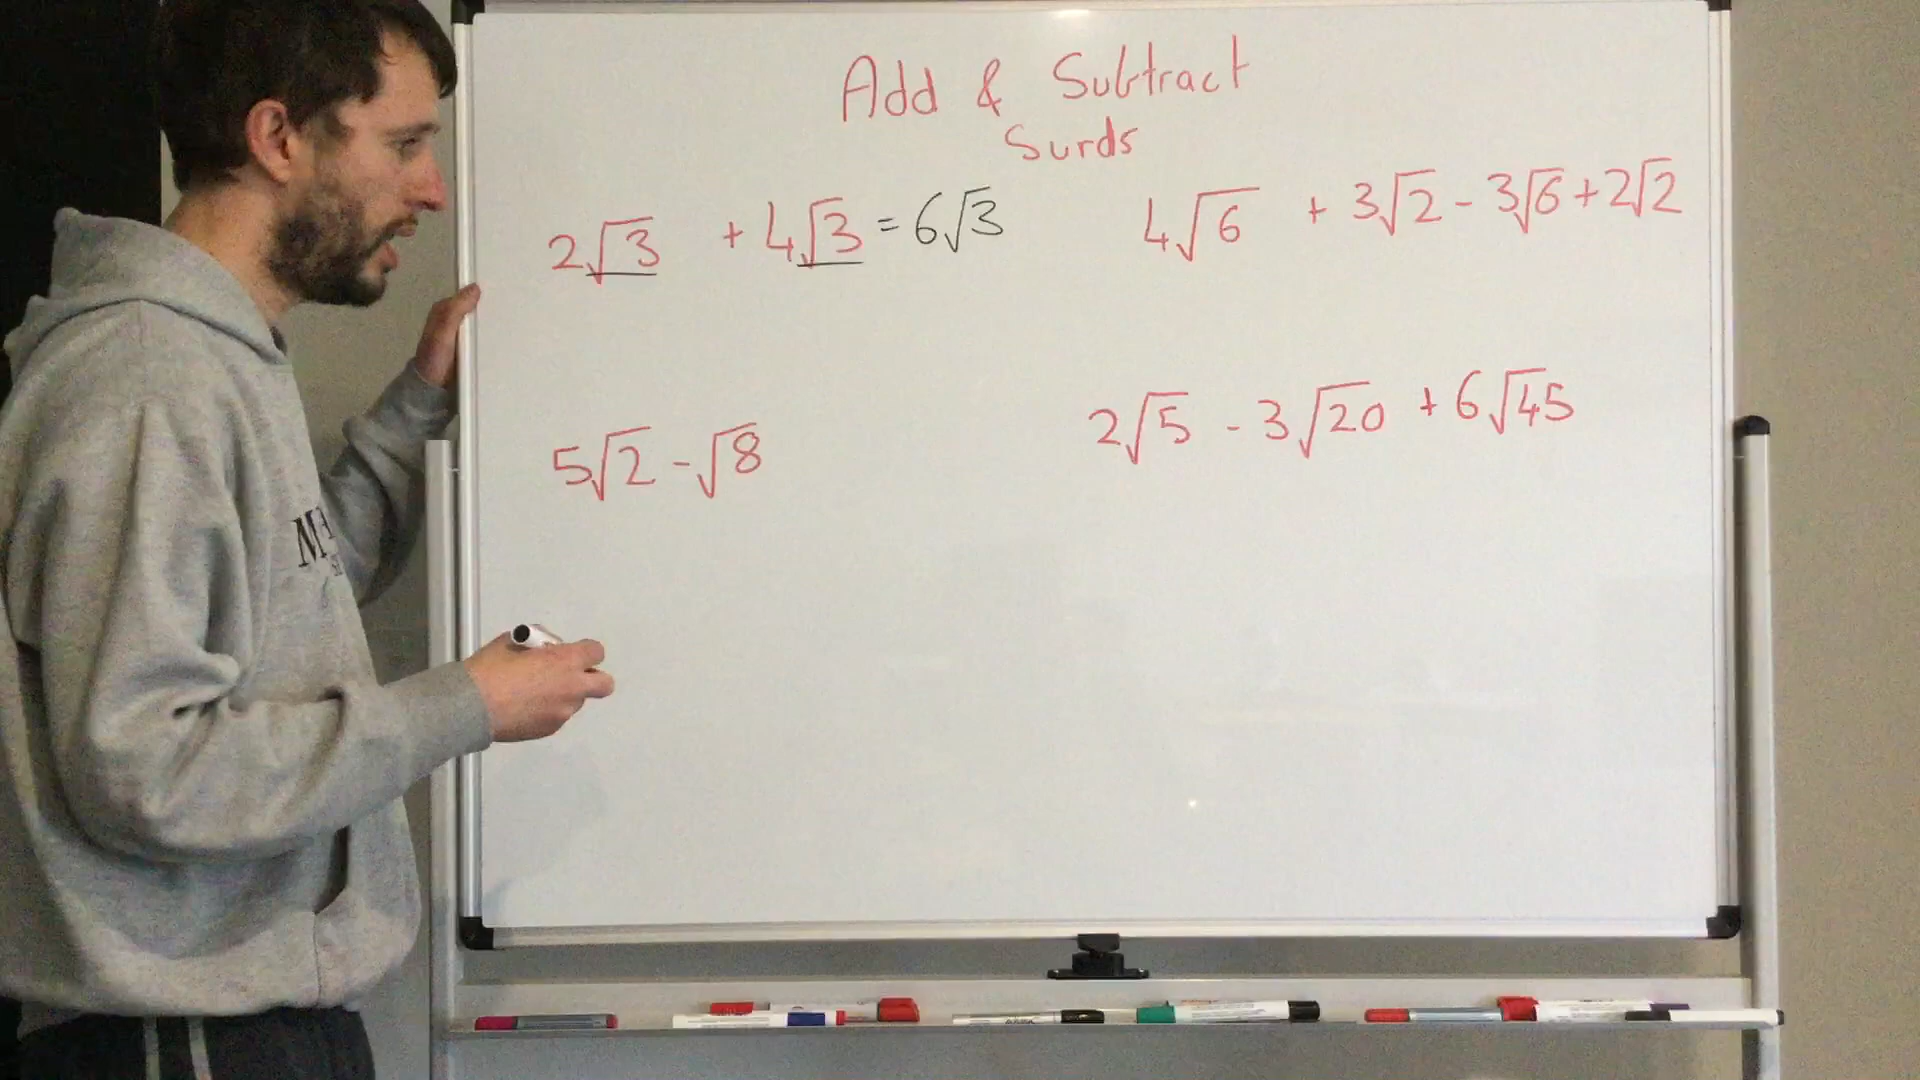 Add & Subtract
Surds
2√3 + 4√3 = 6√3
4√6 + 3√2 - 3√6 + 2√2
5√2 - √8
2√5 - 3√20 + 6√45